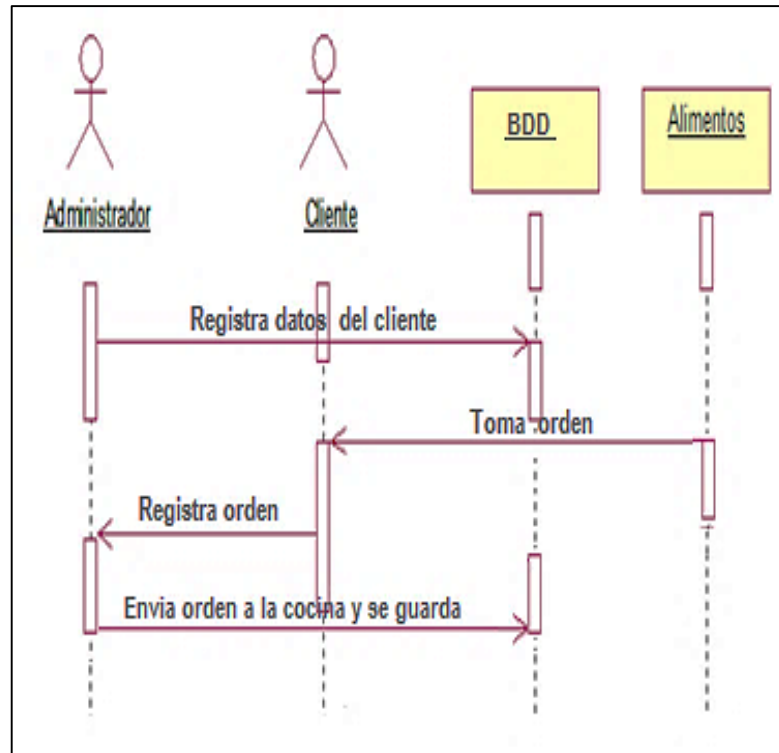 Administrador
Cliente
BDD
Alimentos
Registra datos del cliente
Toma orden
Registra orden
Envia orden a la cocina y se guarda